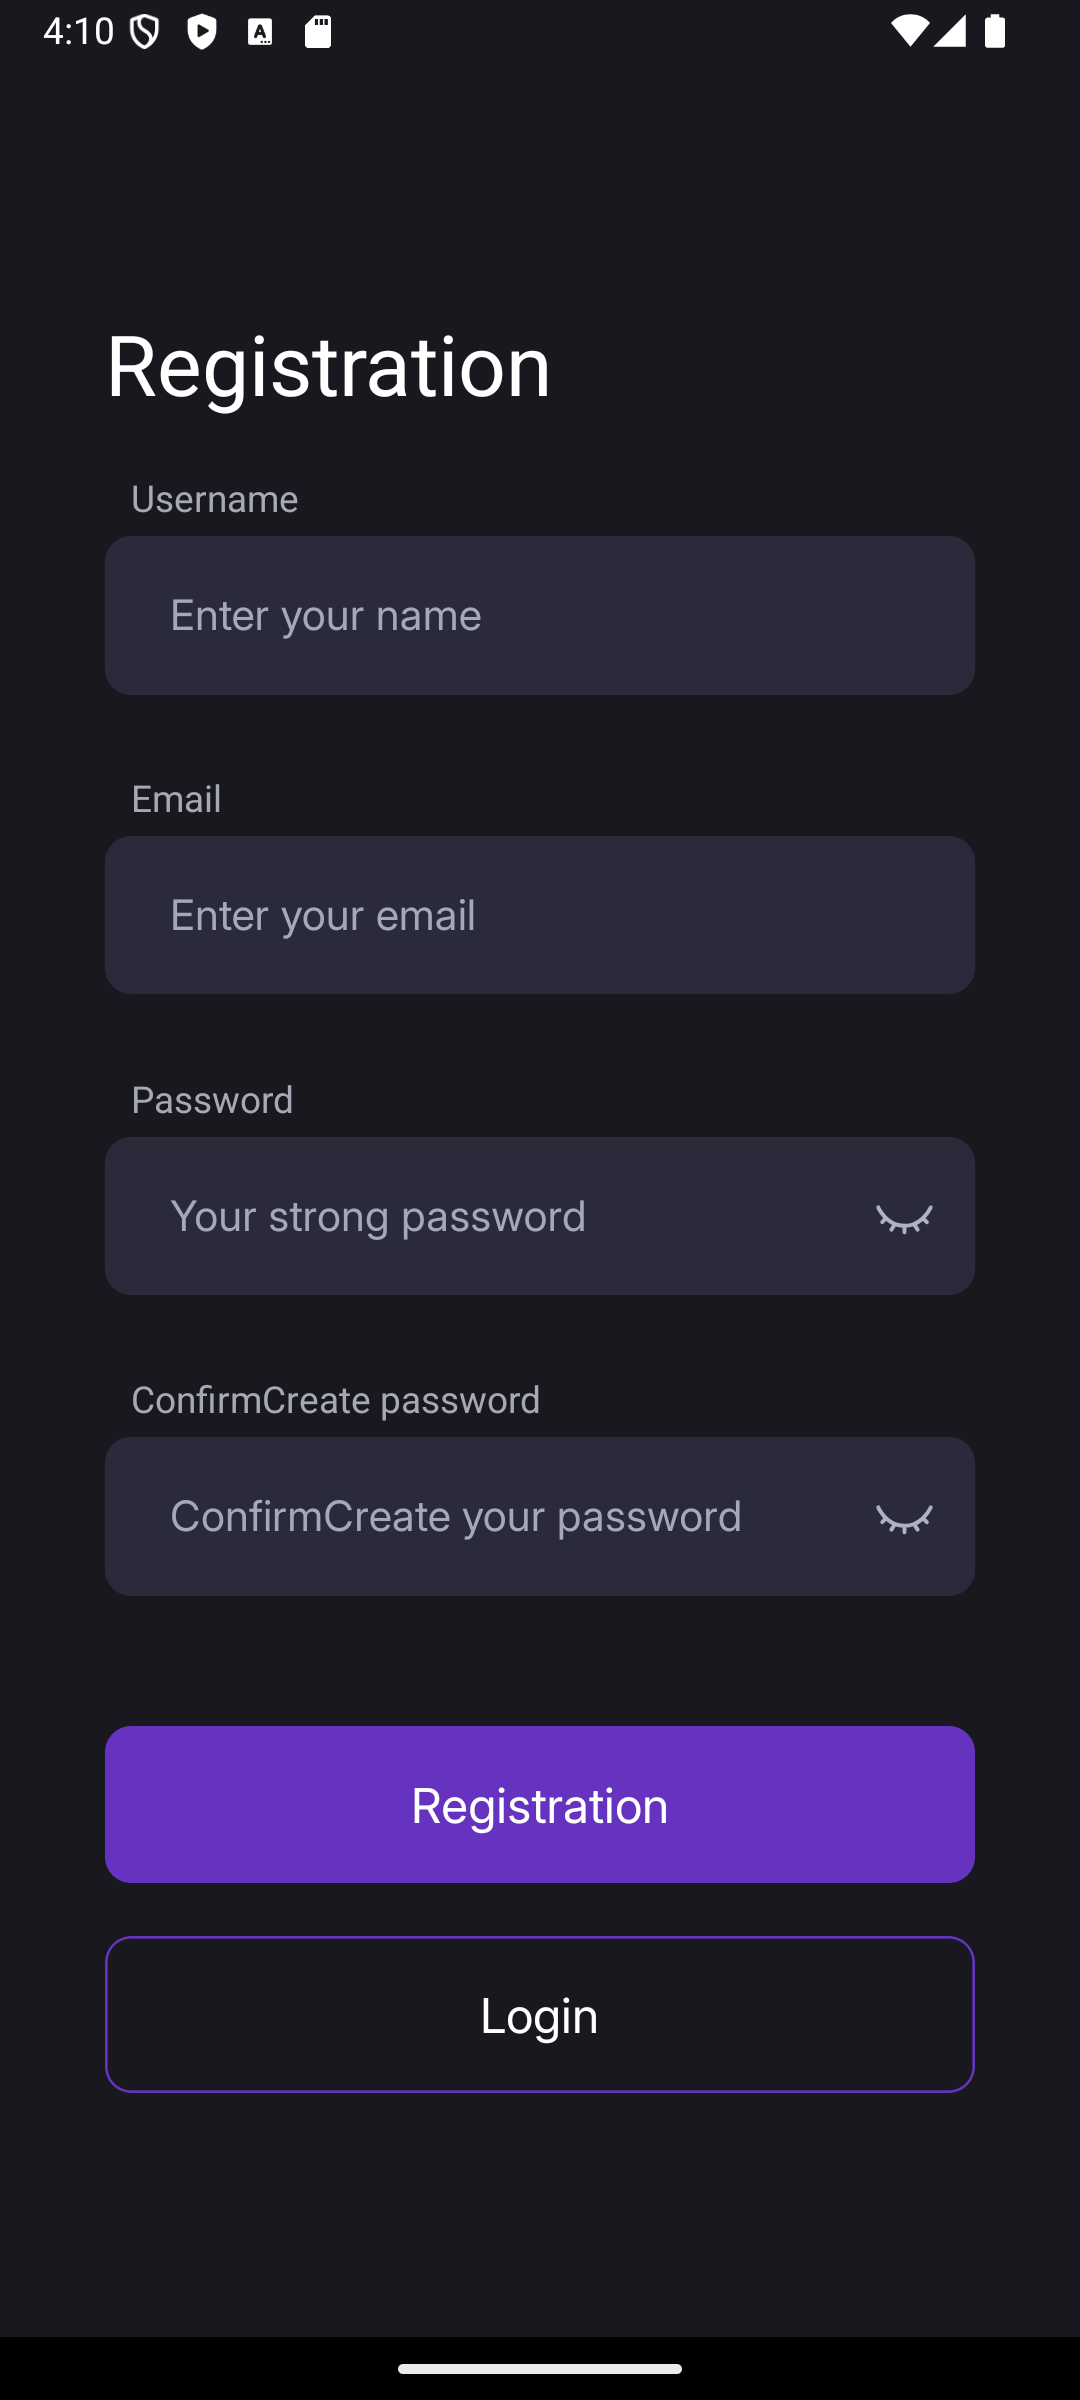 4:10
Registration
Username
Enter your name
Email
Enter your email
Password
Your strong password
ConfirmCreate password
ConfirmCreate your password
Registration
Login